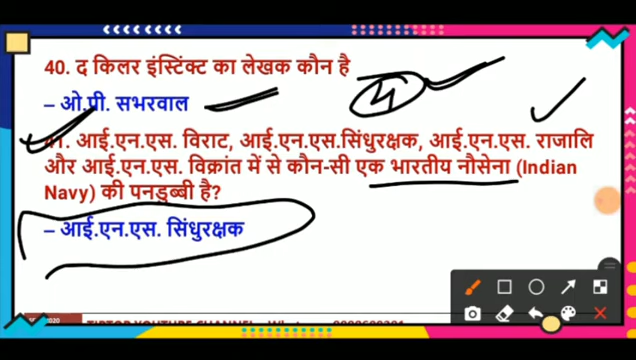 40. द किलर इंस्टिंक्ट का लेखक कौन है
– ओ.पी. सभरवाल
41. आई.एन.एस. विराट, आई.एन.एस.सिंधुरक्षक, आई.एन.एस. राजालि
और आई.एन.एस. विक्रांत में से कौन-सी एक भारतीय नौसेना (Indian
Navy) की पनडुब्बी है?
– आई.एन.एस. सिंधुरक्षक